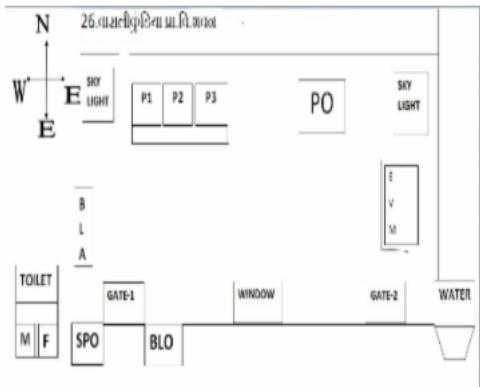 N
W
E
E
SKY
LIGHT
P1
P2
P3
PO
SKY
LIGHT
E
V
M
B
L
A
TOILET
GATE-1
WINDOW
GATE-2
WATER
M
F
SPO
BLO